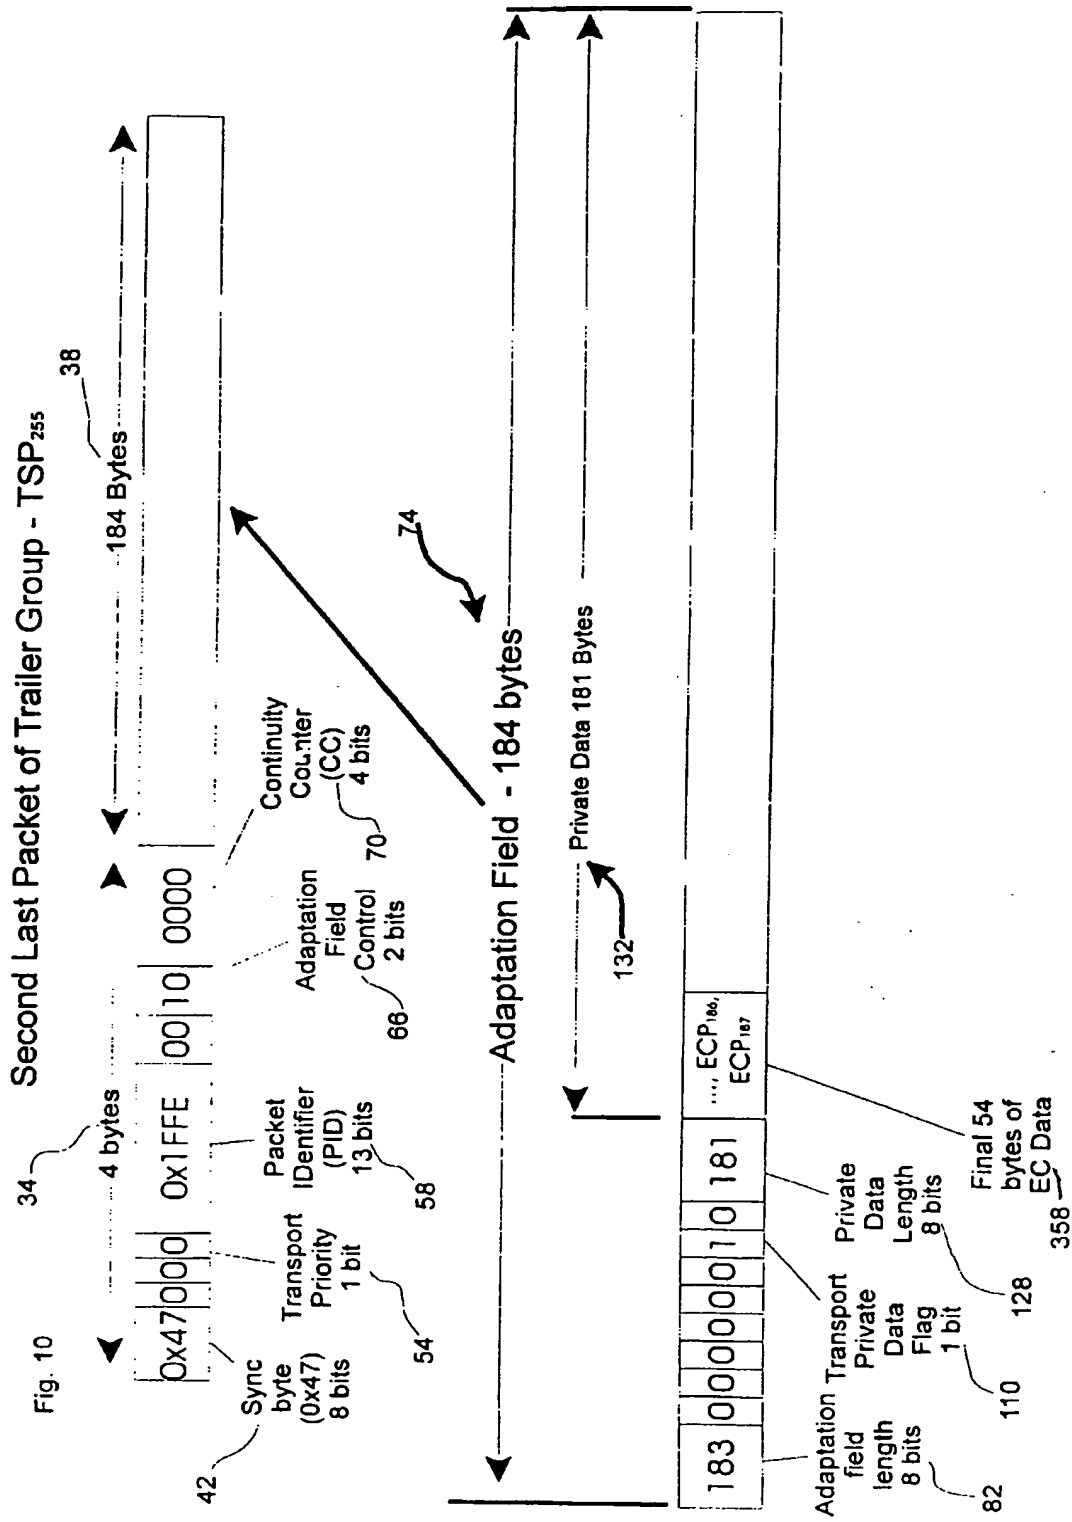 Fig. 10
Second Last Packet of Trailer Group - TSP255
34
38
4 bytes
184 Bytes
0x47 0 0 0 0x1FFE 00 10 0000
Sync
byte
(0x47)
8 bits
42
Transport
Priority
1 bit
54
Packet
IDentifier
(PID)
13 bits
58
Adaptation
Field
Control
2 bits
66
Continuity
Counter
(CC)
4 bits
70
74
Adaptation Field - 184 bytes
Private Data 181 Bytes
132
183 0 0 0 0 0 0 1 0 181 ..., ECP186,
ECP187
Adaptation
field
length
8 bits
82
Transport
Private
Data
Flag
1 bit
110
Private
Data
Length
8 bits
128
Final 54
bytes of
EC Data
358